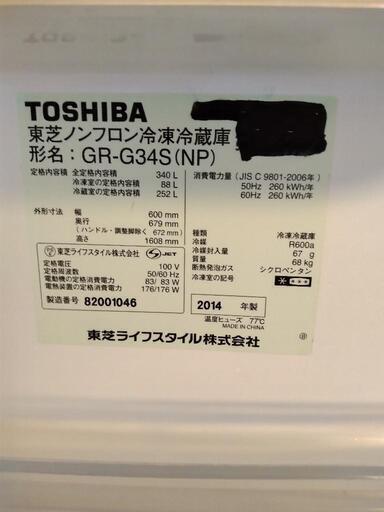 TOSHIBA
東芝ノンフロン冷凍冷蔵庫
形名：GR-G34S(NP)
定格内容積 全定格内容積 340 L
冷凍室の定格内容積 88 L
冷蔵室の定格内容積 252 L
外形寸法 幅 600 mm
奥行 679 mm
(ハンドル・調整脚除く 672 mm)
高さ 1608 mm
東芝ライフスタイル株式会社 S JET
定格電圧 100 V
定格周波数 50/60 Hz
電動機の定格消費電力 83/ 83 W
電熱装置の定格消費電力 176/176 W
製造番号 82001046
消費電力量 (JIS C 9801-2006年)
50Hz 260 kWh/年
60Hz 260 kWh/年
種類 冷凍冷蔵庫
冷媒 R600a
冷媒封入量 67 g
質量 68 kg
断熱発泡ガス シクロペンタン
冷凍室の記号
2014 年製
温度ヒューズ 77℃
MADE IN CHINA
東芝ライフスタイル株式会社